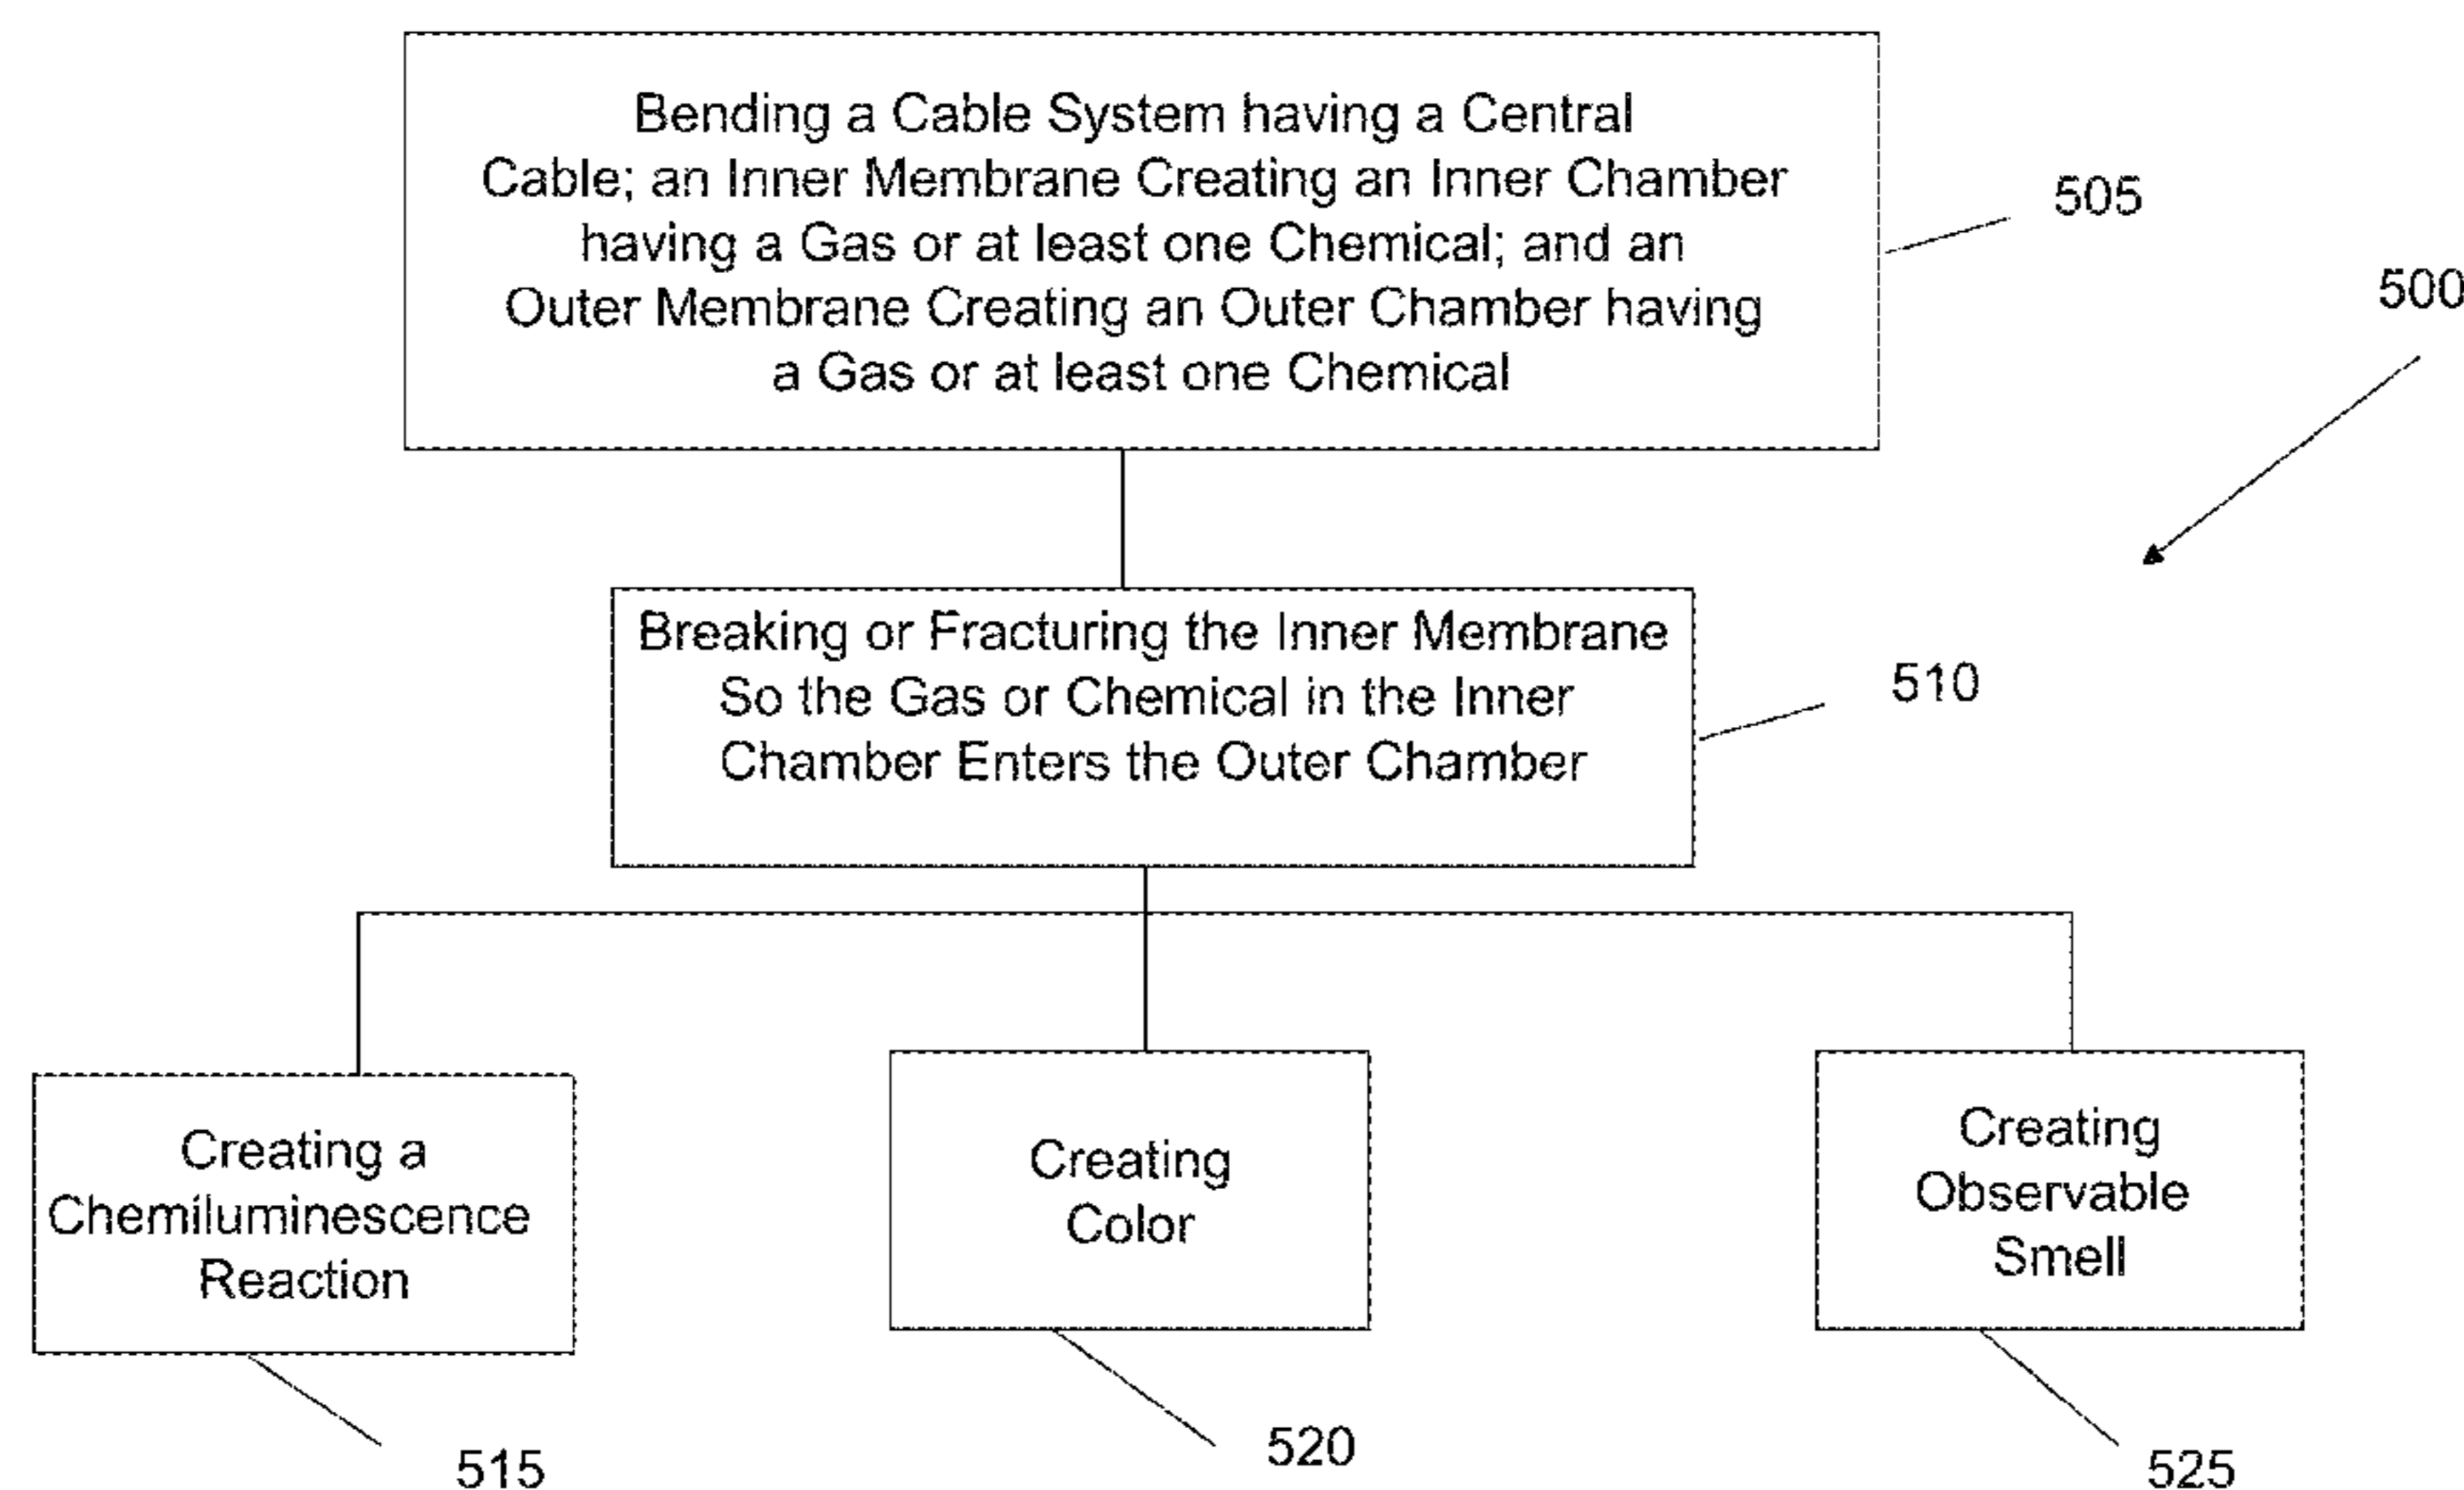 Bending a Cable System having a Central
Cable; an Inner Membrane Creating an Inner Chamber
having a Gas or at least one Chemical; and an
Outer Membrane Creating an Outer Chamber having
a Gas or at least one Chemical
505
500
Breaking or Fracturing the Inner Membrane
So the Gas or Chemical in the Inner
Chamber Enters the Outer Chamber
510
Creating a
Chemiluminescence
Reaction
515
Creating
Color
520
Creating
Observable
Smell
525